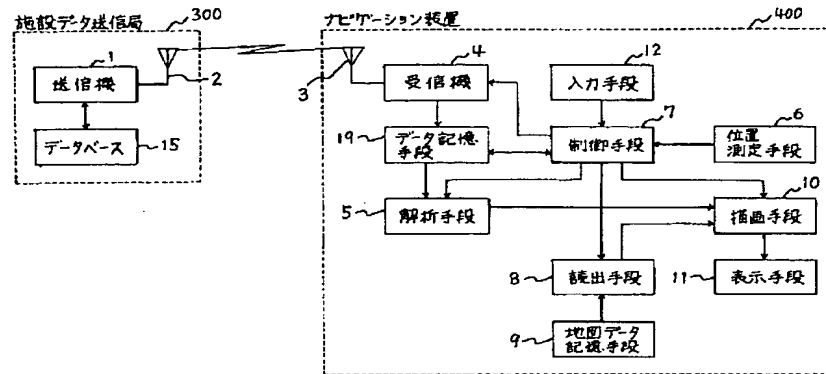 施設データ送信局
300
ナビゲーション装置
400
1
送信機
2
3
4
受信機
12
入力手段
データベース
15
19
データ記憶
手段
7
制御手段
6
位置
測定手段
5
解析手段
10
描画手段
8
読出手段
11
表示手段
9
地図データ
記憶手段